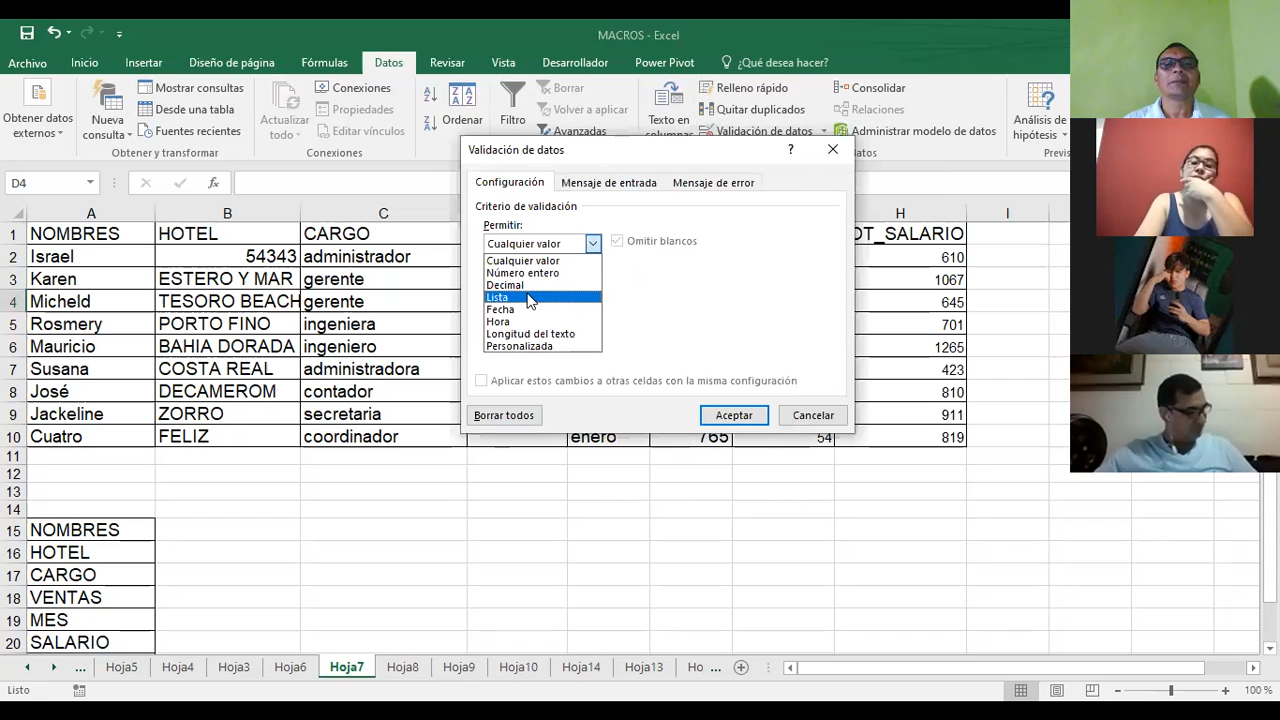 MACROS - Excel
Archivo Inicio Insertar Diseño de página Fórmulas Datos Revisar Vista Desarrollador Power Pivot ¿Qué desea hacer?
Obtener datos externos
Nueva consulta
Mostrar consultas
Desde una tabla
Fuentes recientes
Obtener y transformar
Actualizar todo
Conexiones
Propiedades
Editar vínculos
Conexiones
Ordenar
Filtro
Borrar
Volver a aplicar
Avanzadas
Texto en columnas
Relleno rápido
Quitar duplicados
Validación de datos
Consolidar
Relaciones
Administrar modelo de datos
Análisis de hipótesis
D4
fx
Validación de datos
?
Configuración Mensaje de entrada Mensaje de error
Criterio de validación
Permitir:
Cualquier valor
Omitir blancos
Cualquier valor
Número entero
Decimal
Lista
Fecha
Hora
Longitud del texto
Personalizada
Aplicar estos cambios a otras celdas con la misma configuración
Borrar todos Aceptar Cancelar
A B C H I
1 NOMBRES HOTEL CARGO OT_SALARIO
2 Israel 54343 administrador 610
3 Karen ESTERO Y MAR gerente 1067
4 Micheld TESORO BEACH gerente 645
5 Rosmery PORTO FINO ingeniera 701
6 Mauricio BAHIA DORADA ingeniero 1265
7 Susana COSTA REAL administradora 423
8 José DECAMEROM contador 810
9 Jackeline ZORRO secretaria 911
10 Cuatro FELIZ coordinador enero 765 54 819
11
12
13
14
15 NOMBRES
16 HOTEL
17 CARGO
18 VENTAS
19 MES
20 SALARIO
... Hoja5 Hoja4 Hoja3 Hoja6 Hoja7 Hoja8 Hoja9 Hoja10 Hoja14 Hoja13 Ho ...
Listo
100 %